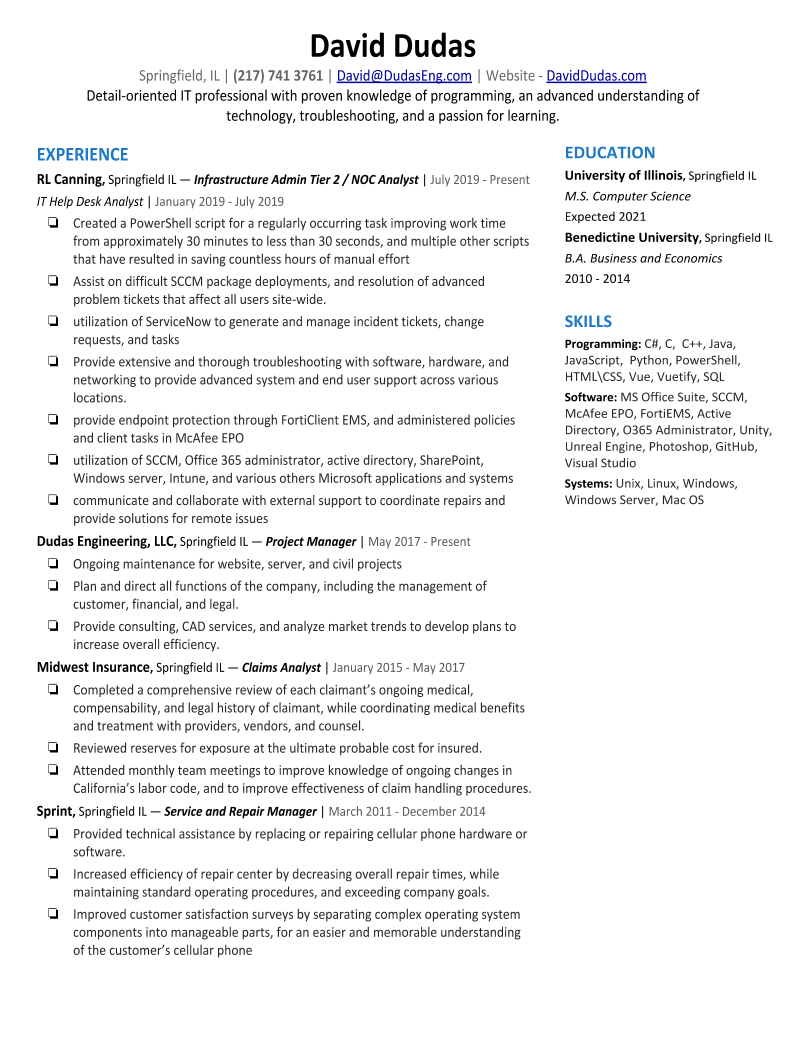 David Dudas
Springfield, IL | (217) 741 3761 | David@DudasEng.com | Website - DavidDudas.com
Detail-oriented IT professional with proven knowledge of programming, an advanced understanding of
technology, troubleshooting, and a passion for learning.
EXPERIENCE
RL Canning, Springfield IL — Infrastructure Admin Tier 2 / NOC Analyst | July 2019 - Present
IT Help Desk Analyst | January 2019 - July 2019
❏ Created a PowerShell script for a regularly occurring task improving work time
from approximately 30 minutes to less than 30 seconds, and multiple other scripts
that have resulted in saving countless hours of manual effort
❏ Assist on difficult SCCM package deployments, and resolution of advanced
problem tickets that affect all users site-wide.
❏ utilization of ServiceNow to generate and manage incident tickets, change
requests, and tasks
❏ Provide extensive and thorough troubleshooting with software, hardware, and
networking to provide advanced system and end user support across various
locations.
❏ provide endpoint protection through FortiClient EMS, and administered policies
and client tasks in McAfee EPO
❏ utilization of SCCM, Office 365 administrator, active directory, SharePoint,
Windows server, Intune, and various others Microsoft applications and systems
❏ communicate and collaborate with external support to coordinate repairs and
provide solutions for remote issues
Dudas Engineering, LLC, Springfield IL — Project Manager | May 2017 - Present
❏ Ongoing maintenance for website, server, and civil projects
❏ Plan and direct all functions of the company, including the management of
customer, financial, and legal.
❏ Provide consulting, CAD services, and analyze market trends to develop plans to
increase overall efficiency.
Midwest Insurance, Springfield IL — Claims Analyst | January 2015 - May 2017
❏ Completed a comprehensive review of each claimant’s ongoing medical,
compensability, and legal history of claimant, while coordinating medical benefits
and treatment with providers, vendors, and counsel.
❏ Reviewed reserves for exposure at the ultimate probable cost for insured.
❏ Attended monthly team meetings to improve knowledge of ongoing changes in
California’s labor code, and to improve effectiveness of claim handling procedures.
Sprint, Springfield IL — Service and Repair Manager | March 2011 - December 2014
❏ Provided technical assistance by replacing or repairing cellular phone hardware or
software.
❏ Increased efficiency of repair center by decreasing overall repair times, while
maintaining standard operating procedures, and exceeding company goals.
❏ Improved customer satisfaction surveys by separating complex operating system
components into manageable parts, for an easier and memorable understanding
of the customer’s cellular phone
EDUCATION
University of Illinois, Springfield IL
M.S. Computer Science
Expected 2021
Benedictine University, Springfield IL
B.A. Business and Economics
2010 - 2014
SKILLS
Programming: C#, C, C++, Java,
JavaScript, Python, PowerShell,
HTML\CSS, Vue, Vuetify, SQL
Software: MS Office Suite, SCCM,
McAfee EPO, FortiEMS, Active
Directory, O365 Administrator, Unity,
Unreal Engine, Photoshop, GitHub,
Visual Studio
Systems: Unix, Linux, Windows,
Windows Server, Mac OS